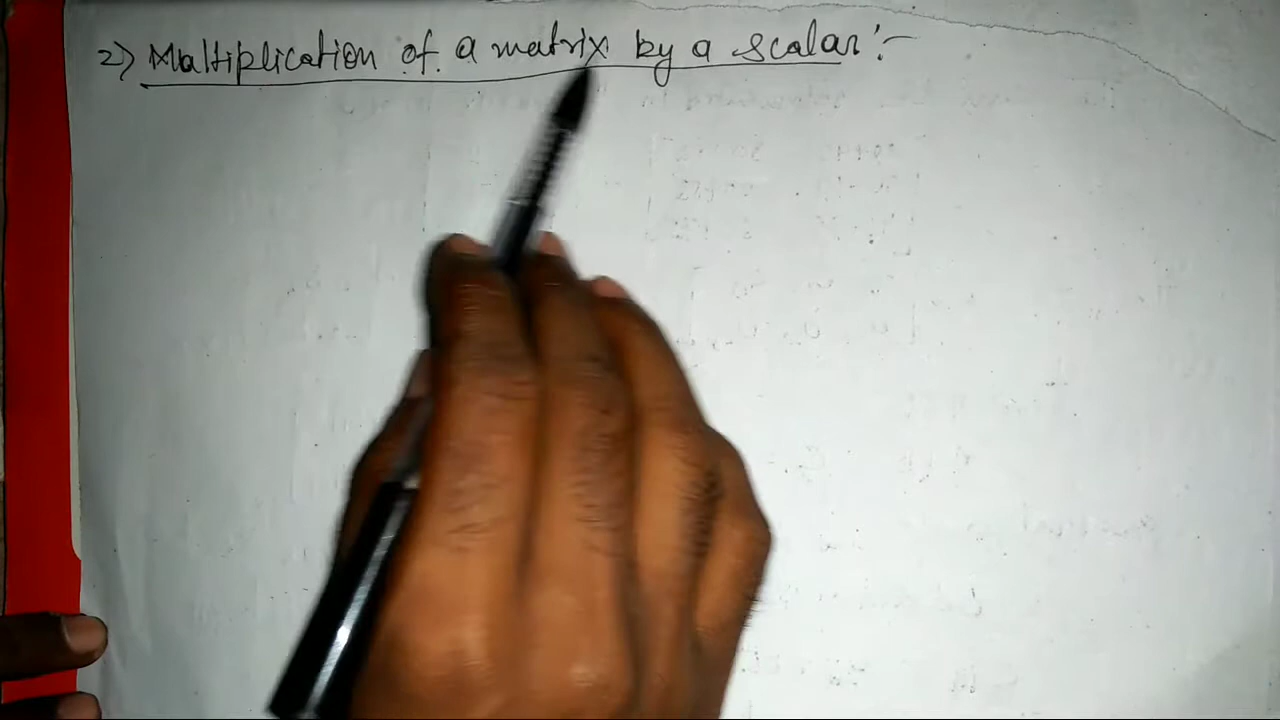 2) Multiplication of a matrix by a scalar :-